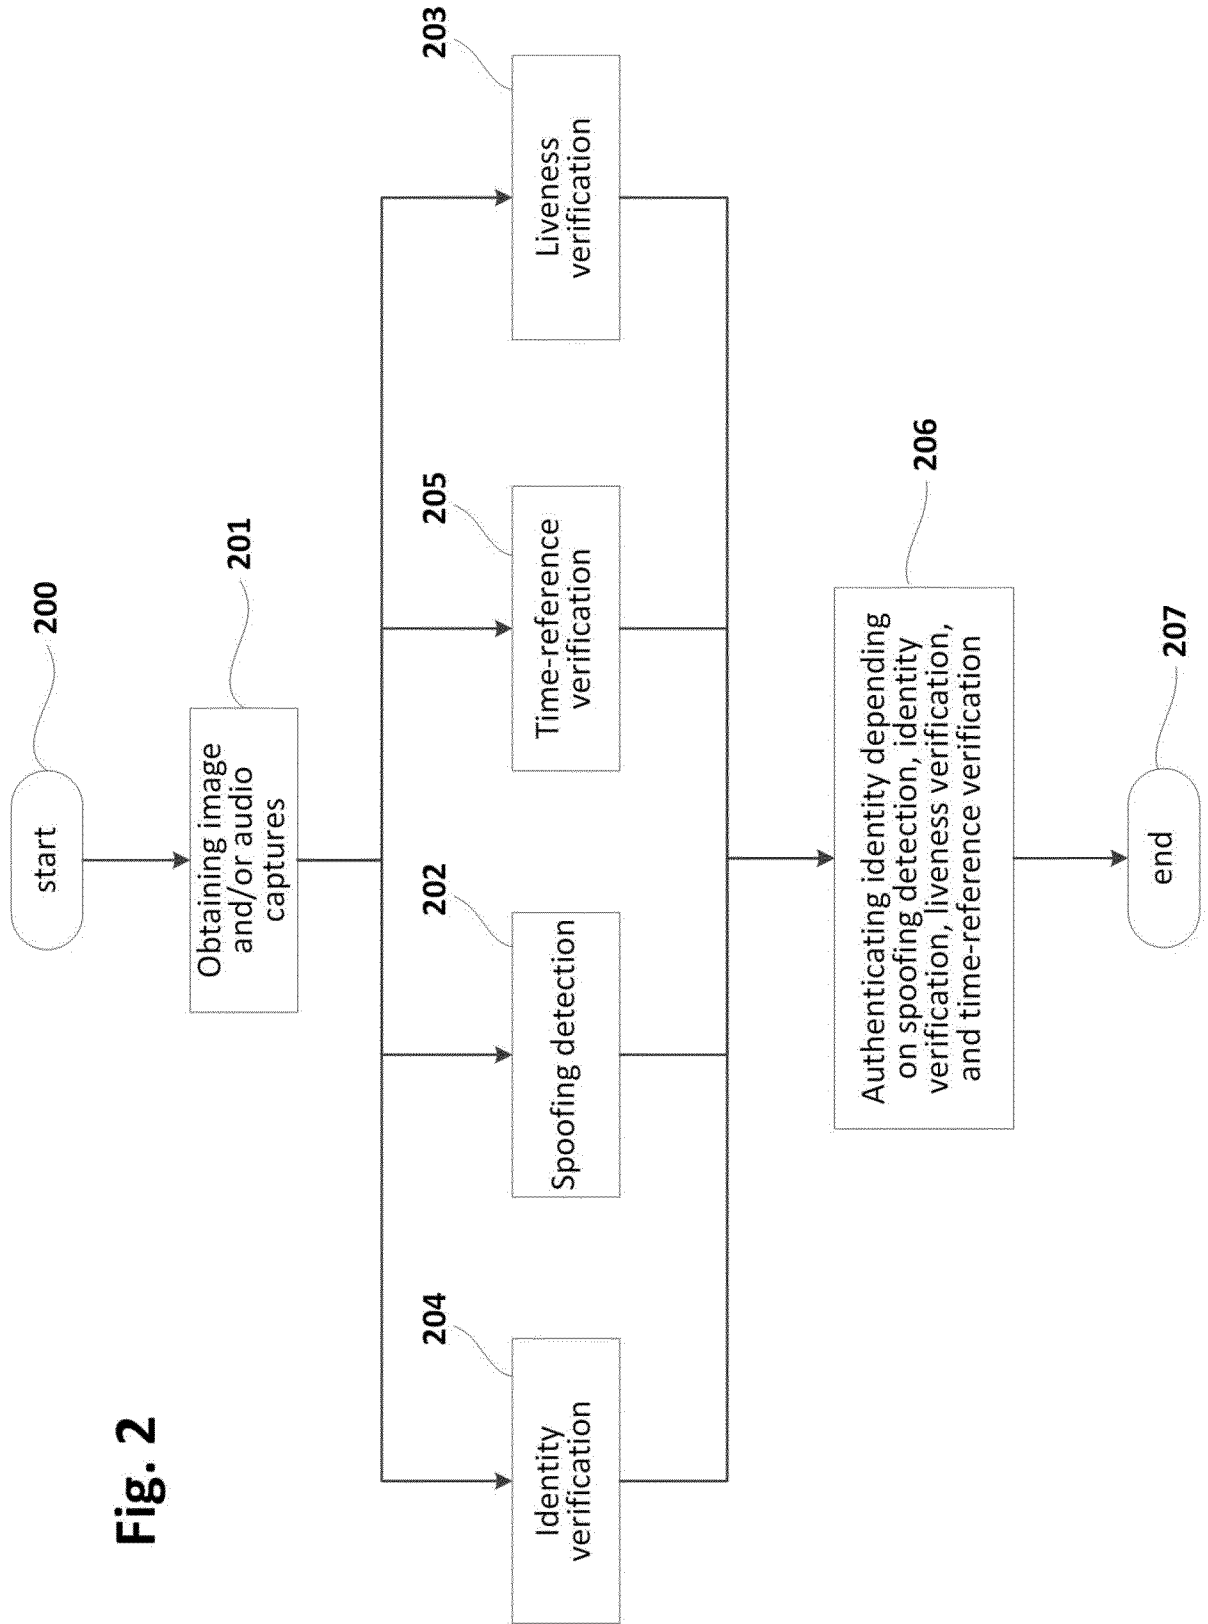 Fig. 2
start
200
Obtaining image
and/or audio
captures
201
Identity
verification
204
Spoofing detection
202
Time-reference
verification
205
Liveness
verification
203
Authenticating identity depending
on spoofing detection, identity
verification, liveness verification,
and time-reference verification
206
end
207